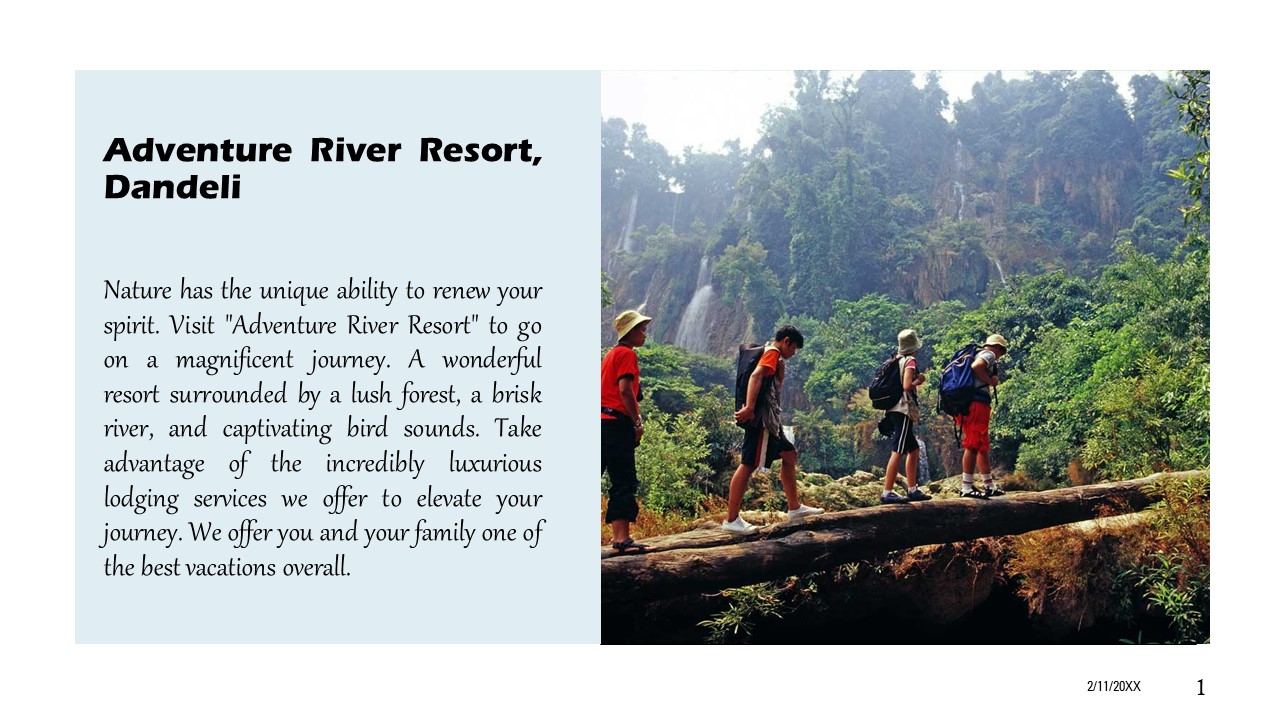 Adventure River Resort,
Dandeli
Nature has the unique ability to renew your
spirit. Visit "Adventure River Resort" to go
on a magnificent journey. A wonderful
resort surrounded by a lush forest, a brisk
river, and captivating bird sounds. Take
advantage of the incredibly luxurious
lodging services we offer to elevate your
journey. We offer you and your family one of
the best vacations overall.
2/11/20XX
1